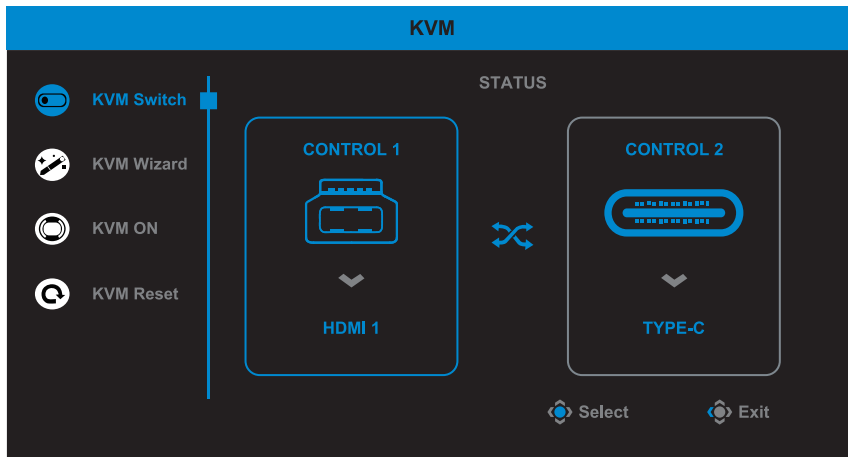 KVM
KVM Switch
KVM Wizard
KVM ON
KVM Reset
STATUS
CONTROL 1
HDMI 1
CONTROL 2
TYPE-C
Select
Exit